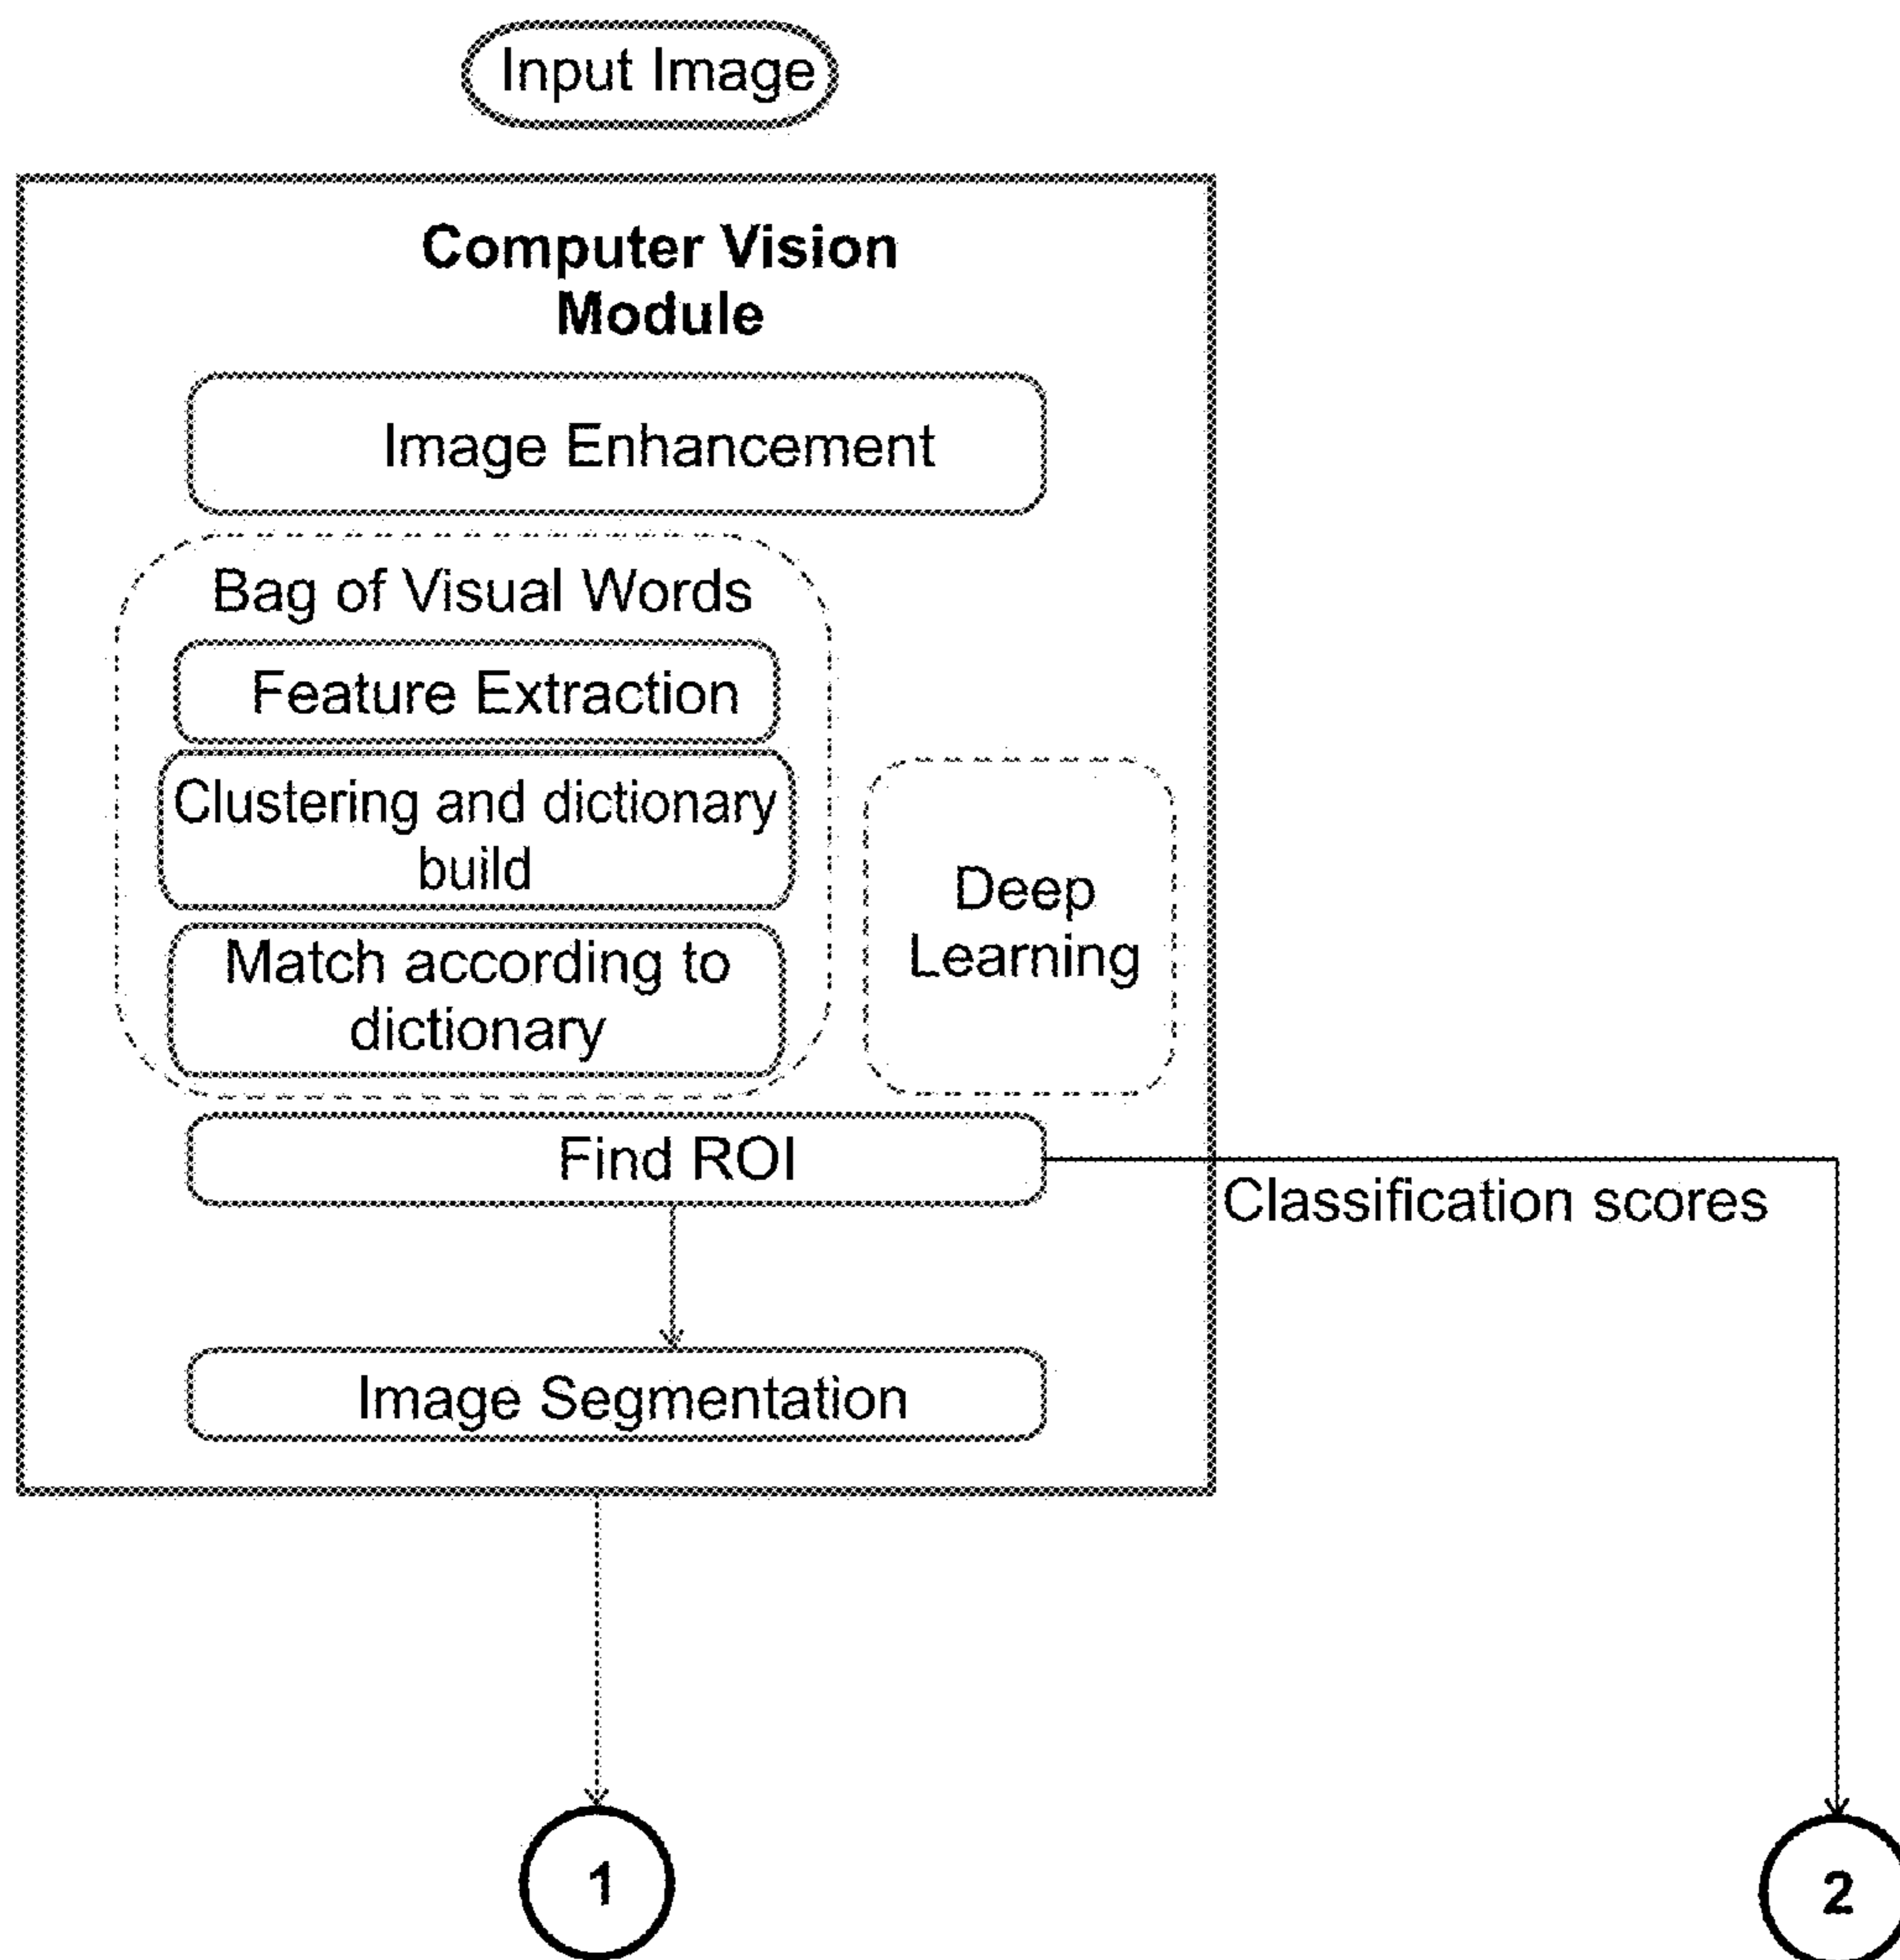 Input Image
Computer Vision
Module
Image Enhancement
Bag of Visual Words
Feature Extraction
Clustering and dictionary
build
Match according to
dictionary
Deep
Learning
Find ROI
Classification scores
Image Segmentation
1
2